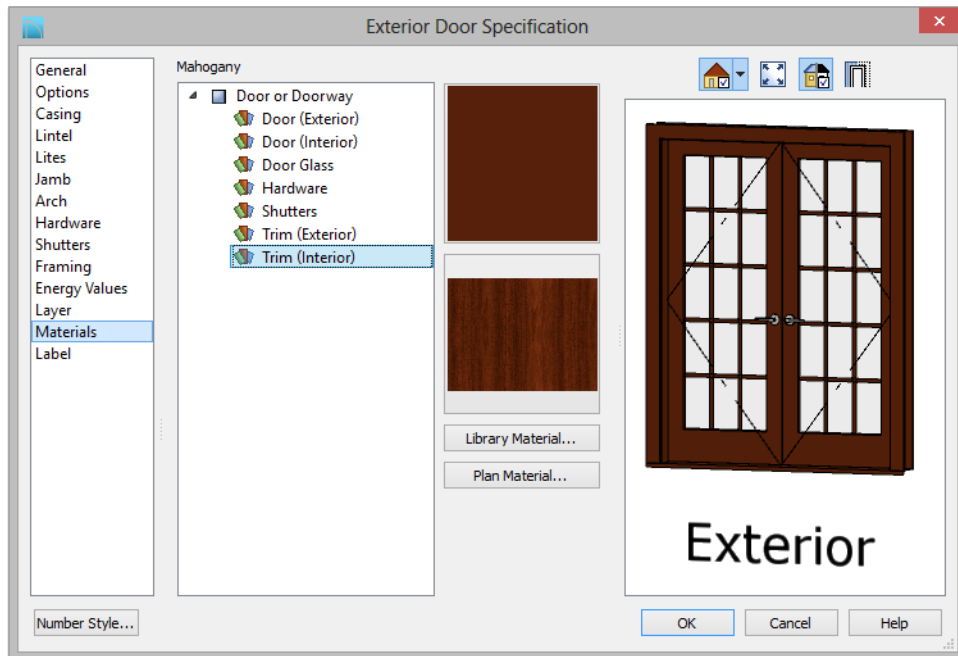 Exterior Door Specification
General
Options
Casing
Lintel
Lites
Jamb
Arch
Hardware
Shutters
Framing
Energy Values
Layer
Materials
Label
Mahogany
Door or Doorway
Door (Exterior)
Door (Interior)
Door Glass
Hardware
Shutters
Trim (Exterior)
Trim (Interior)
Library Material...
Plan Material...
Exterior
Number Style...
OK
Cancel
Help